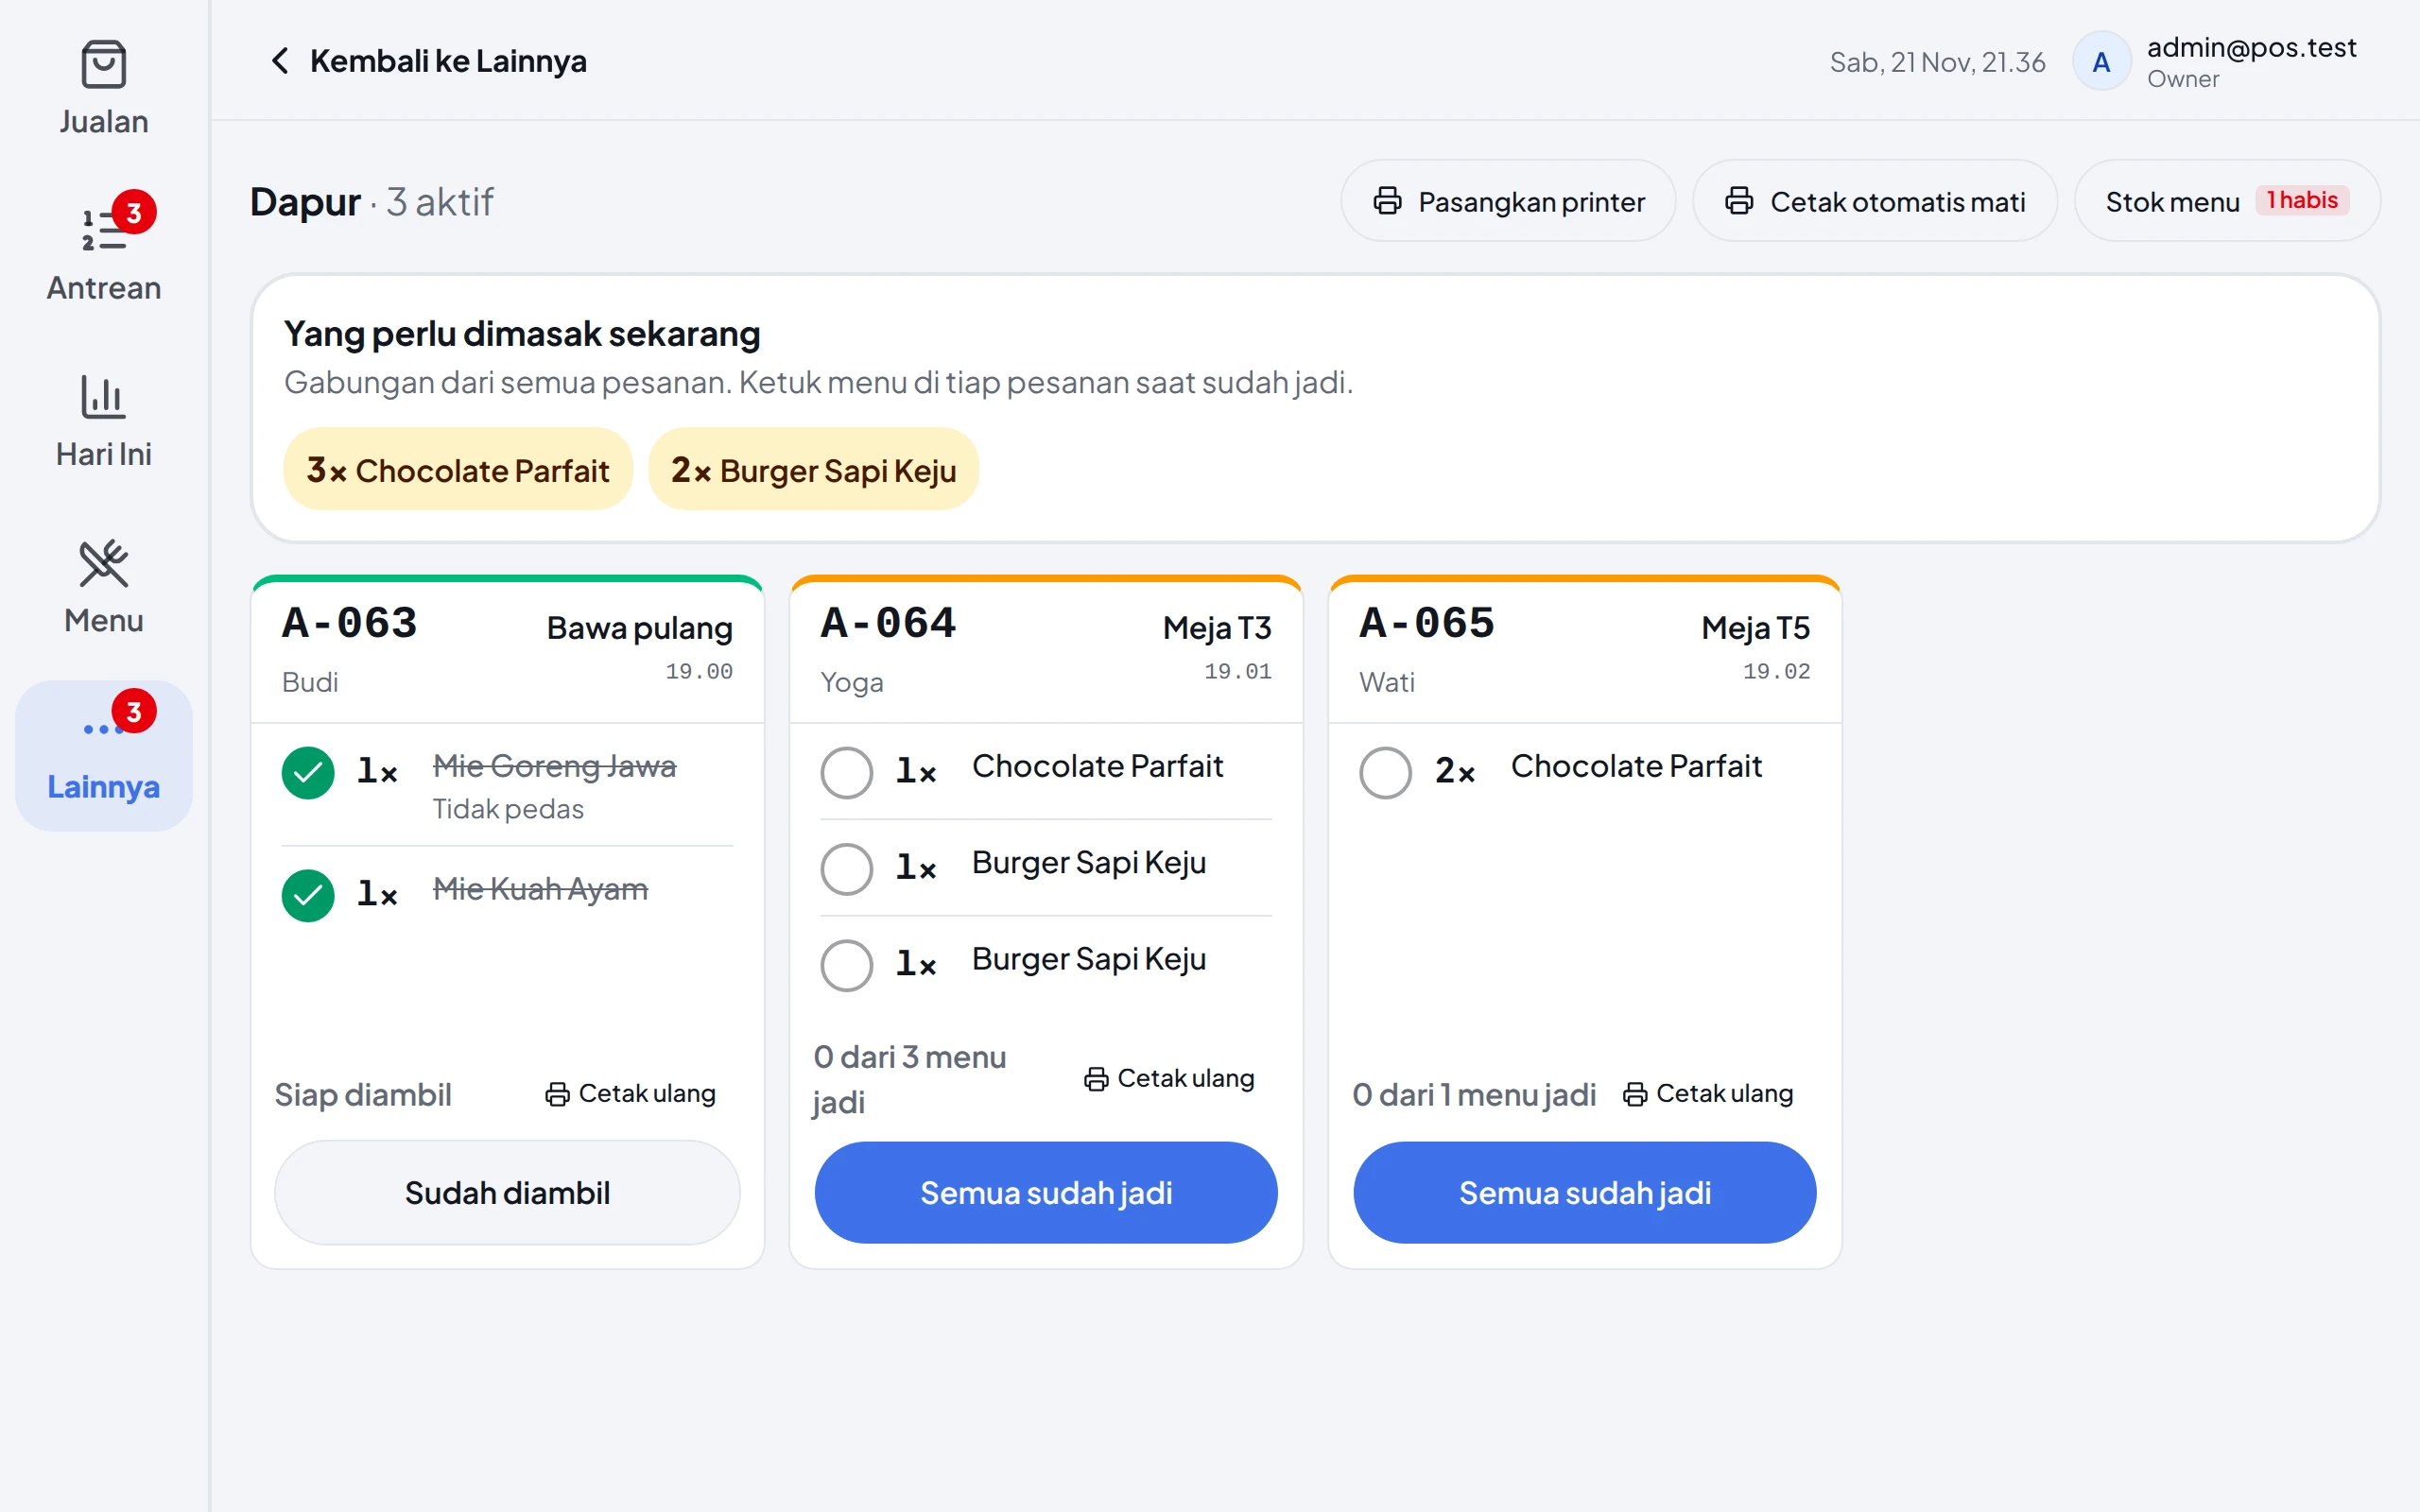 Jualan
3
Antrean
Hari Ini
Menu
3
Lainnya
Kembali ke Lainnya
Sab, 21 Nov, 21.36
A
admin@pos.test
Owner
Dapur · 3 aktif
Pasangkan printer
Cetak otomatis mati
Stok menu 1 habis
Yang perlu dimasak sekarang
Gabungan dari semua pesanan. Ketuk menu di tiap pesanan saat sudah jadi.
3× Chocolate Parfait
2× Burger Sapi Keju
A-063
Bawa pulang
Budi
19.00
1× Mie Goreng Jawa
Tidak pedas
1× Mie Kuah Ayam
Siap diambil
Cetak ulang
Sudah diambil
A-064
Meja T3
Yoga
19.01
1× Chocolate Parfait
1× Burger Sapi Keju
1× Burger Sapi Keju
0 dari 3 menu
jadi
Cetak ulang
Semua sudah jadi
A-065
Meja T5
Wati
19.02
2× Chocolate Parfait
0 dari 1 menu jadi
Cetak ulang
Semua sudah jadi